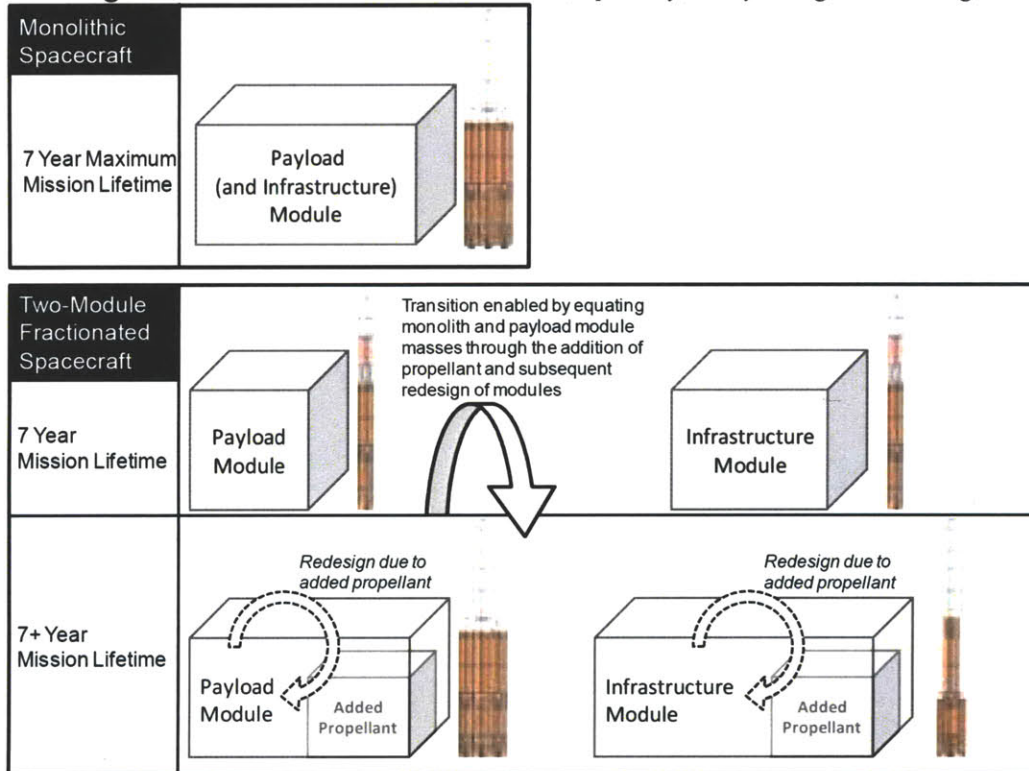 Monolithic
Spacecraft
7 Year Maximum
Mission Lifetime
Payload
(and Infrastructure)
Module
Two-Module
Fractionated
Spacecraft
Transition enabled by equating
monolith and payload module
masses through the addition of
propellant and subsequent
redesign of modules
7 Year
Mission Lifetime
Payload
Module
Infrastructure
Module
7+ Year
Mission Lifetime
Redesign due to
added propellant
Payload
Module
Added
Propellant
Redesign due to
added propellant
Infrastructure
Module
Added
Propellant